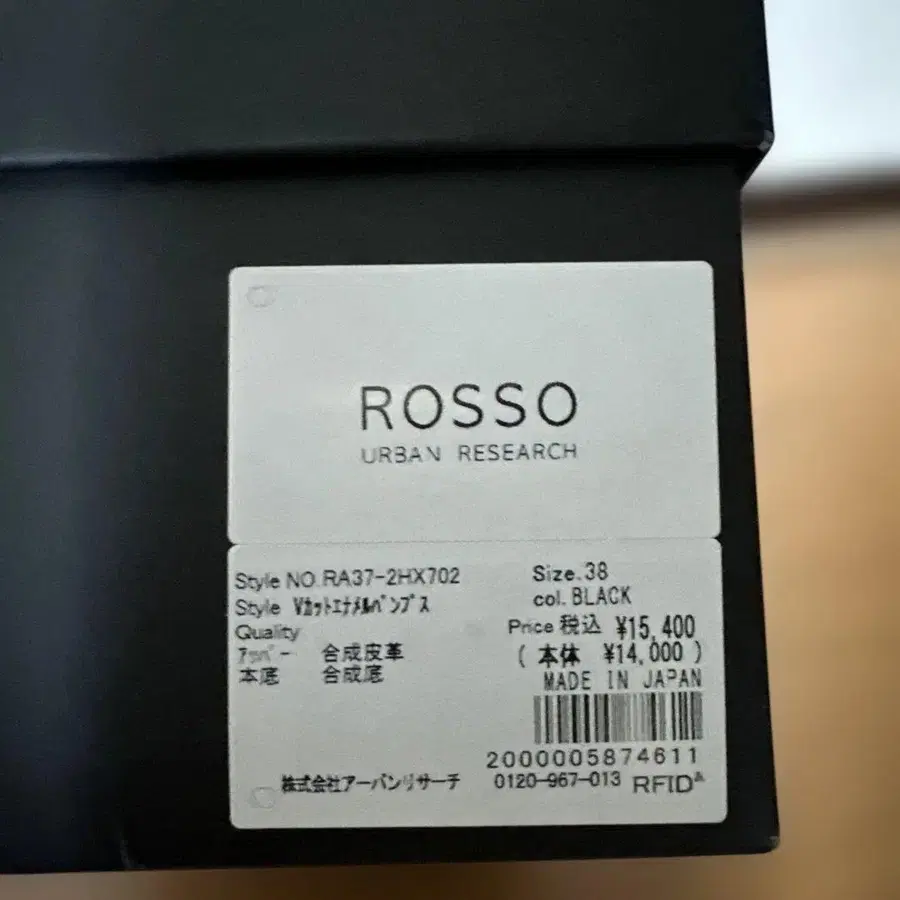 ROSSO
URBAN RESEARCH
Style NO.RA37-2HX702
Size.38
Style Vｶｯﾄｴﾅﾒﾙﾊﾟﾝﾌﾟｽ
col.BLACK
Quality
Price 税込 ¥15,400
ｱｯﾊﾟｰ 合成皮革
( 本体 ¥14,000 )
本底 合成底
MADE IN JAPAN
2000005874611
株式会社アーバンリサーチ
0120-967-013 RFID